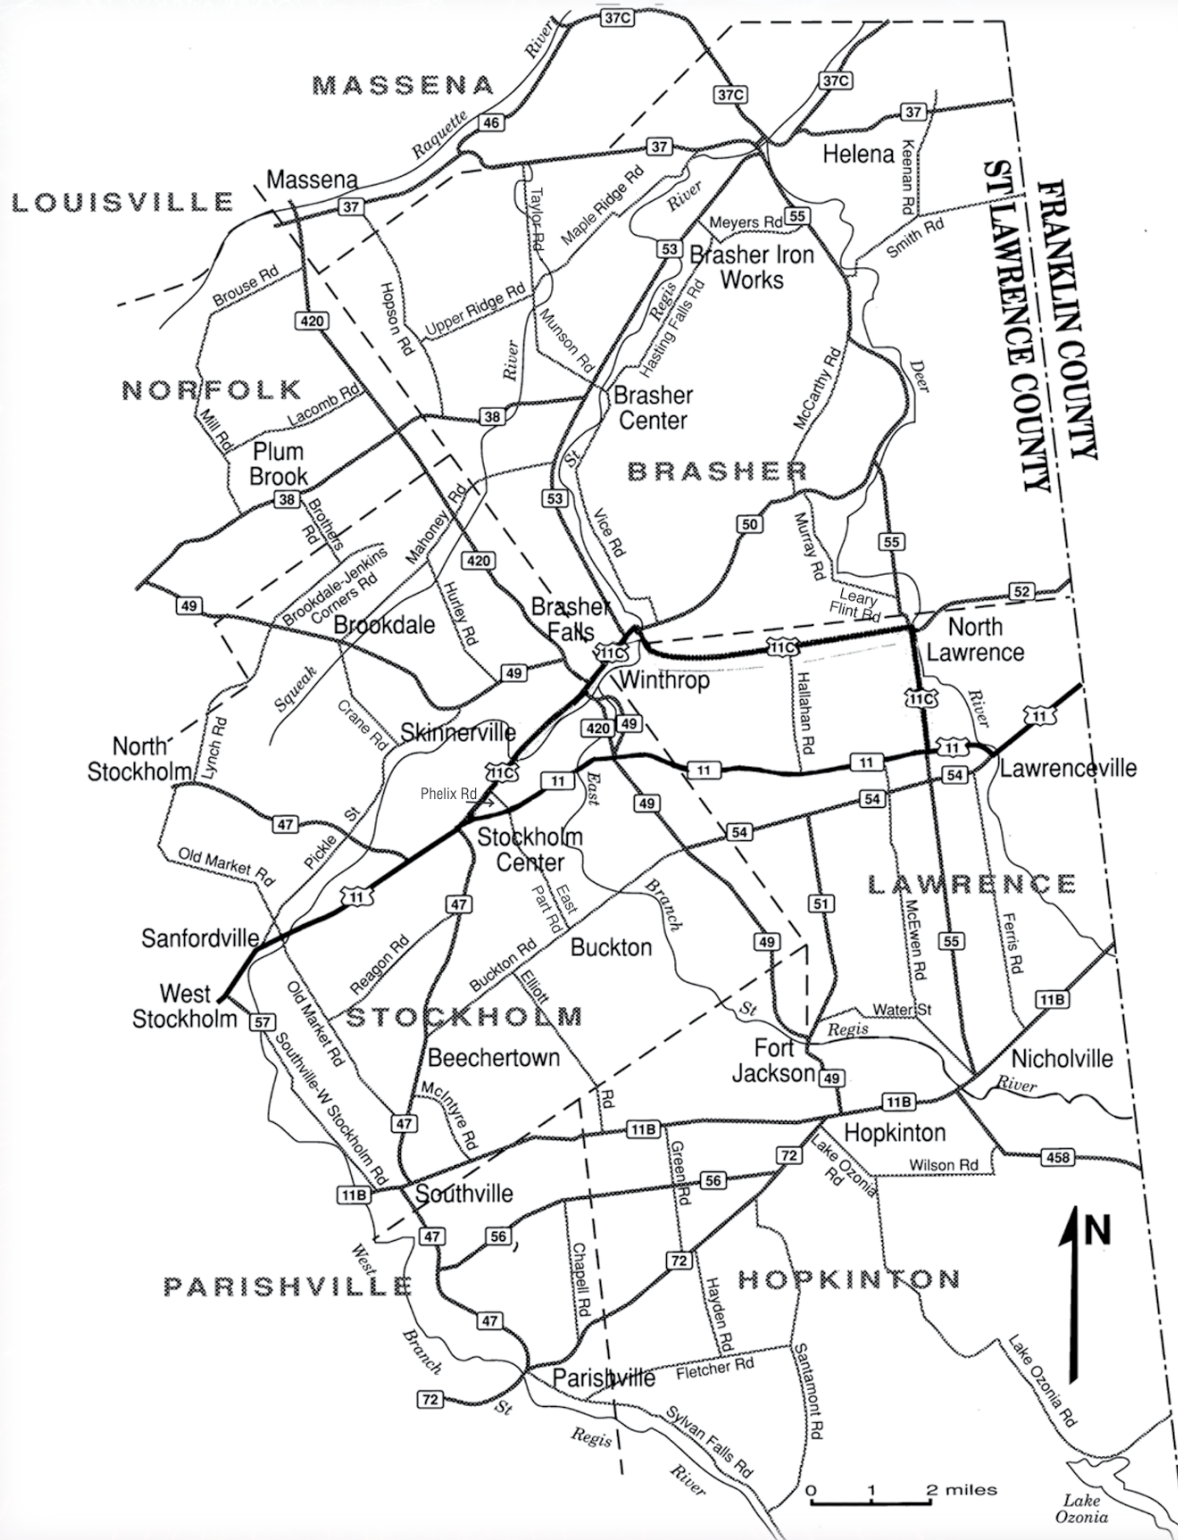 37C
River
MASSENA
37C
37C
46
37
Raquette
37
Helena
Keenan Rd
Massena
LOUISVILLE
37
Taylor Rd
Maple Ridge Rd
River
Meyers Rd
55
Smith Rd
ST LAWRENCE COUNTY
FRANKLIN COUNTY
53
Brasher Iron
Works
Brouse Rd
Hopson Rd
Upper Ridge Rd
Munson Rd
Regis
Hasting Falls Rd
420
River
McCarthy Rd
Deer
NORFOLK
Lacomb Rd
Mill Rd
38
Brasher
Center
Plum
Brook
St
BRASHER
38
Brothers
Rd
Mahoney Rd
53
Vice Rd
50
Murray Rd
55
Brookdale-Jenkins
Corners Rd
420
Hurley Rd
49
Brookdale
Brasher
Falls
Leary
Flint Rd
52
North
Lawrence
11C
11C
Squeak
49
Winthrop
Hallahan Rd
11C
River
Crane Rd
Lynch Rd
Skinnerville
420
49
11
North
Stockholm
11C
11
11
11
11
Lawrenceville
54
Phelix Rd
East
49
54
47
Pickle St
Stockholm
Center
54
Old Market Rd
11
47
East
Part Rd
Branch
51
LAWRENCE
McEwen Rd
Ferris Rd
Sanfordville
Reagon Rd
Buckton Rd
Buckton
49
55
West
Stockholm
57
Old Market Rd
Elliott
Rd
STOCKHOLM
St
Regis
Water St
11B
Southville-W Stockholm Rd
Beechertown
Fort
Jackson
49
Nicholville
River
McIntyre Rd
47
11B
11B
Hopkinton
Green Rd
72
Lake Ozonia
Rd
Wilson Rd
458
11B
Southville
56
47
56
West
72
N
PARISHVILLE
Chapell Rd
HOPKINTON
Hayden Rd
47
Branch
Parishville
Fletcher Rd
Santamont Rd
Lake Ozonia Rd
72
St
Regis
River
Sylvan Falls Rd
0 1 2 miles
Lake
Ozonia